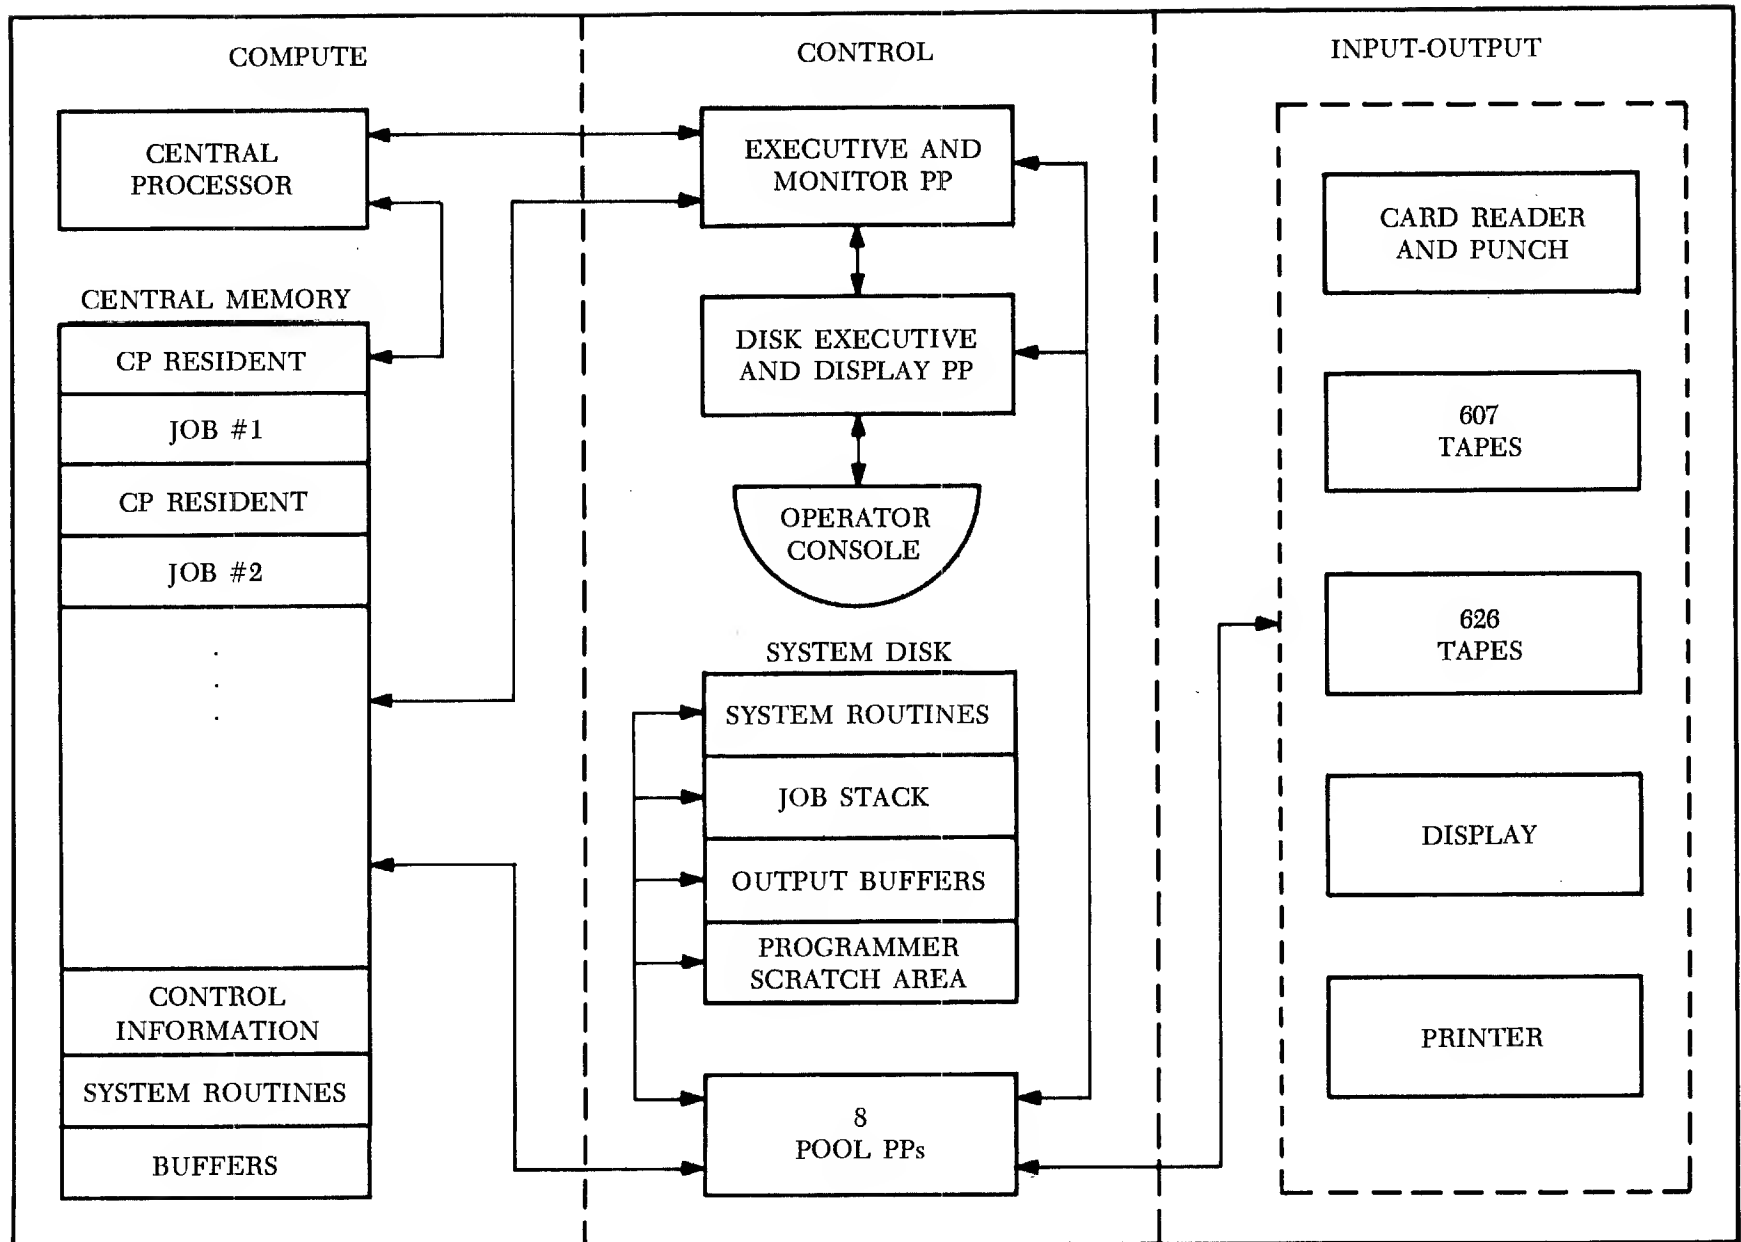 COMPUTE
CENTRAL
PROCESSOR
CENTRAL MEMORY
CP RESIDENT
JOB #1
CP RESIDENT
JOB #2
.
.
.
CONTROL
INFORMATION
SYSTEM ROUTINES
BUFFERS
CONTROL
EXECUTIVE AND
MONITOR PP
DISK EXECUTIVE
AND DISPLAY PP
OPERATOR
CONSOLE
SYSTEM DISK
SYSTEM ROUTINES
JOB STACK
OUTPUT BUFFERS
PROGRAMMER
SCRATCH AREA
8
POOL PPs
INPUT-OUTPUT
CARD READER
AND PUNCH
607
TAPES
626
TAPES
DISPLAY
PRINTER